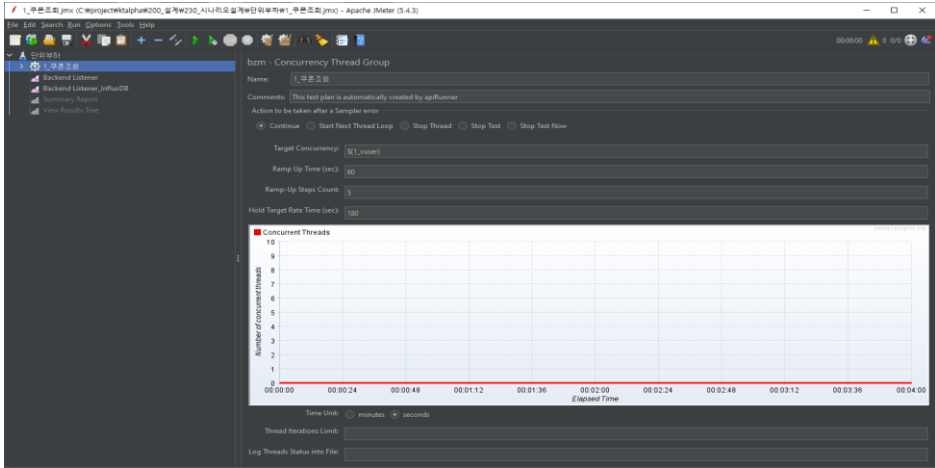 1_쿠폰조회.jmx (C:₩project₩ktalpha₩200_설계₩230_시나리오설계₩단위부하₩1_쿠폰조회.jmx) - Apache JMeter (5.4.3)
File Edit Search Run Options Tools Help
00:00:00 0 0/0
단위부하
1_쿠폰조회
Backend Listener
Backend Listener_InfluxDB
Summary Report
View Results Tree
bzm - Concurrency Thread Group
Name: 1_쿠폰조회
Comments: This test plan is automatically created by apiRunner
Action to be taken after a Sampler error
Continue Start Next Thread Loop Stop Thread Stop Test Stop Test Now
Target Concurrency: ${1_vuser}
Ramp Up Time (sec): 60
Ramp-Up Steps Count: 5
Hold Target Rate Time (sec): 180
Concurrent Threads
jmeter-plugins.org
Number of concurrent threads
10
9
8
7
6
5
4
3
2
1
0
00:00:00 00:00:24 00:00:48 00:01:12 00:01:36 00:02:00 00:02:24 00:02:48 00:03:12 00:03:36 00:04:00
Elapsed Time
Time Unit: minutes seconds
Thread Iterations Limit:
Log Threads Status into File: